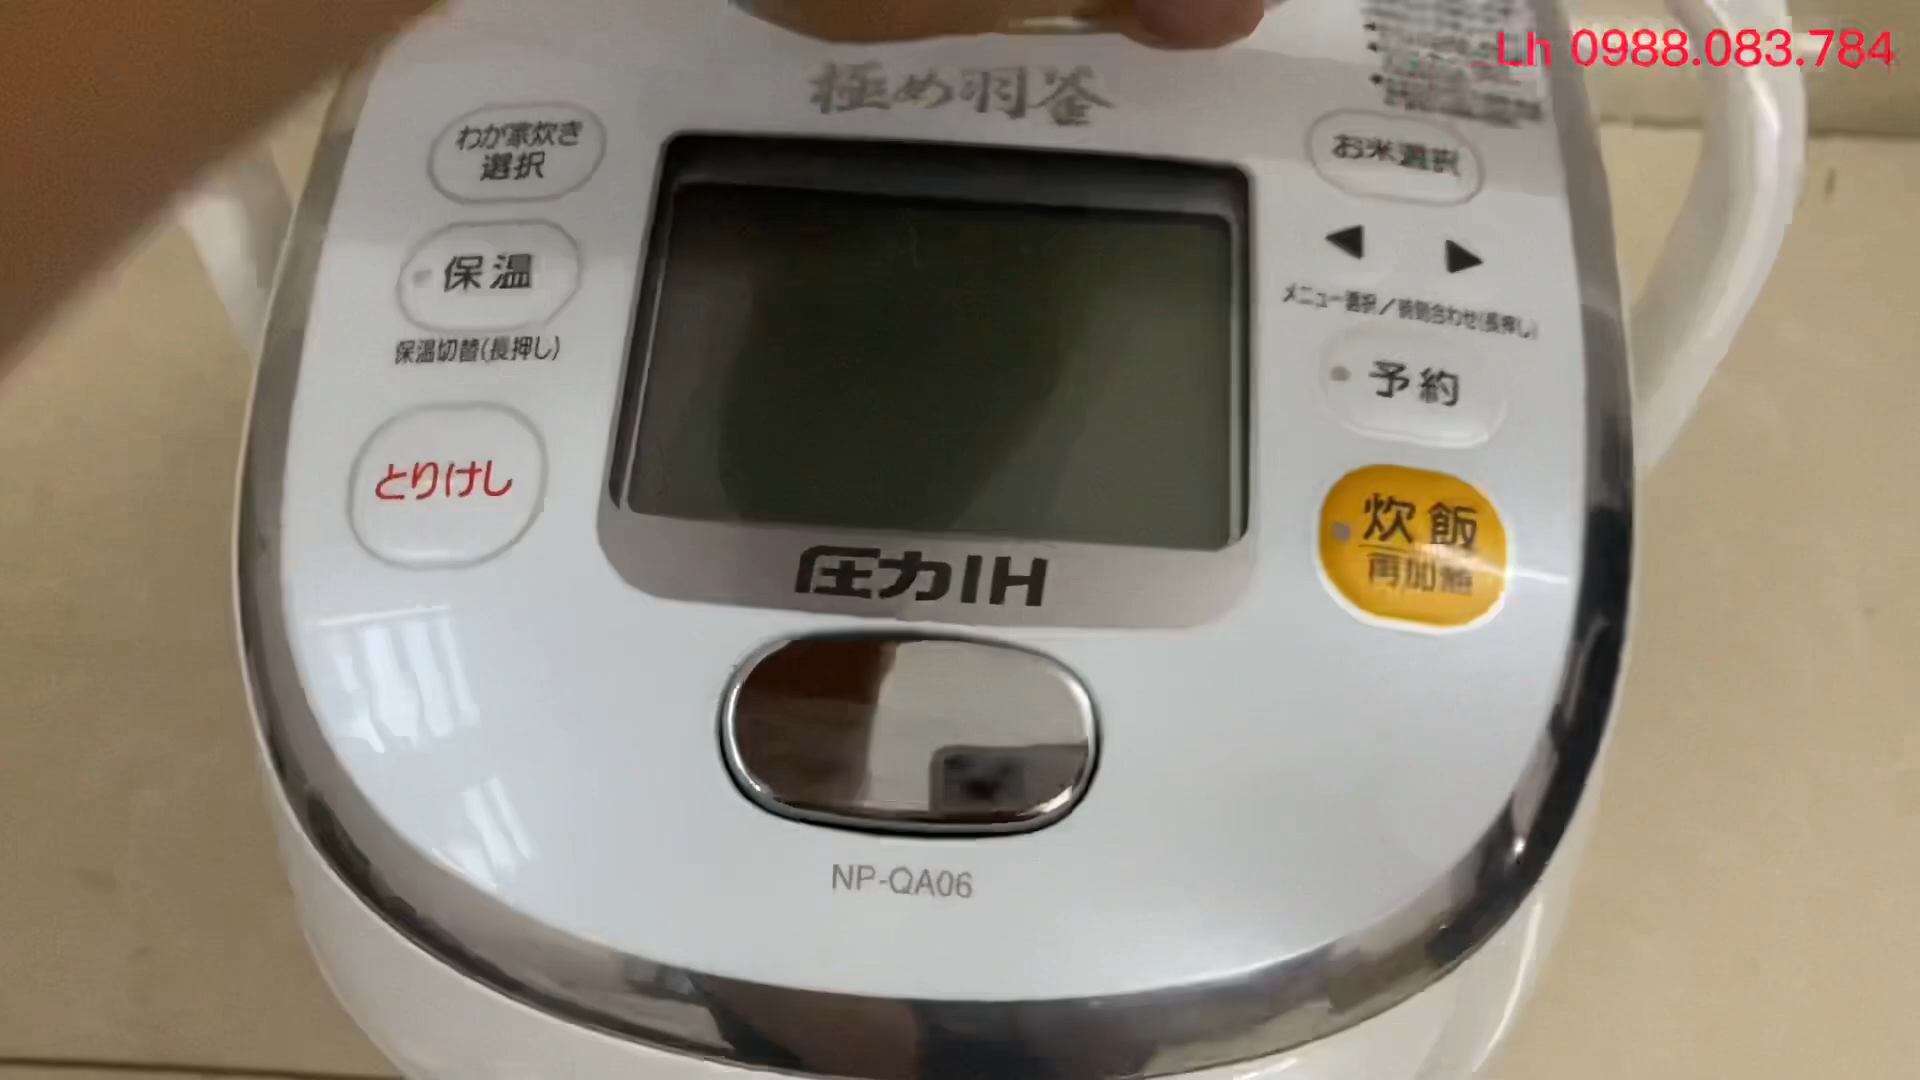 Lh 0988.083.784
極め羽釜
わが家炊き
選択
お米選択
保温
保温切替(長押し)
メニュー選択/時刻合わせ(長押し)
予約
とりけし
炊飯
再加熱
圧力IH
NP-QA06